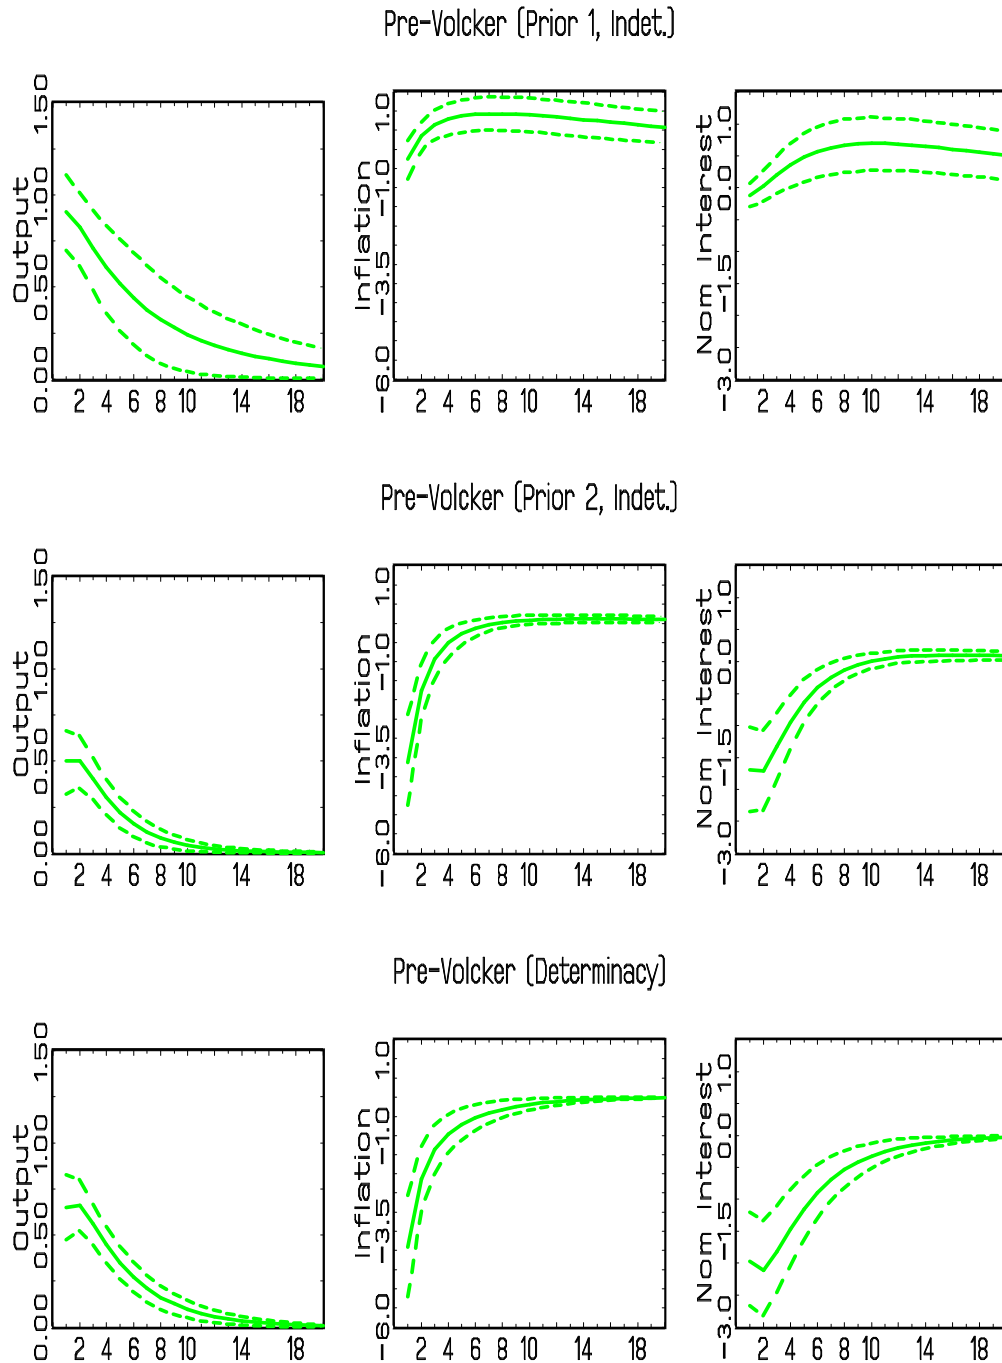 Pre-Volcker (Prior 1, Indet.)
Output
0.00 0.50 1.00 1.50
2 4 6 8 10 14 18
Inflation
-6.0 -3.5 -1.0 1.0
2 4 6 8 10 14 18
Nom Interest
-3.0 -1.5 0.0 1.0
2 4 6 8 10 14 18
Pre-Volcker (Prior 2, Indet.)
Output
0.00 0.50 1.00 1.50
2 4 6 8 10 14 18
Inflation
-6.0 -3.5 -1.0 1.0
2 4 6 8 10 14 18
Nom Interest
-3.0 -1.5 0.0 1.0
2 4 6 8 10 14 18
Pre-Volcker (Determinacy)
Output
0.00 0.50 1.00 1.50
2 4 6 8 10 14 18
Inflation
-6.0 -3.5 -1.0 1.0
2 4 6 8 10 14 18
Nom Interest
-3.0 -1.5 0.0 1.0
2 4 6 8 10 14 18